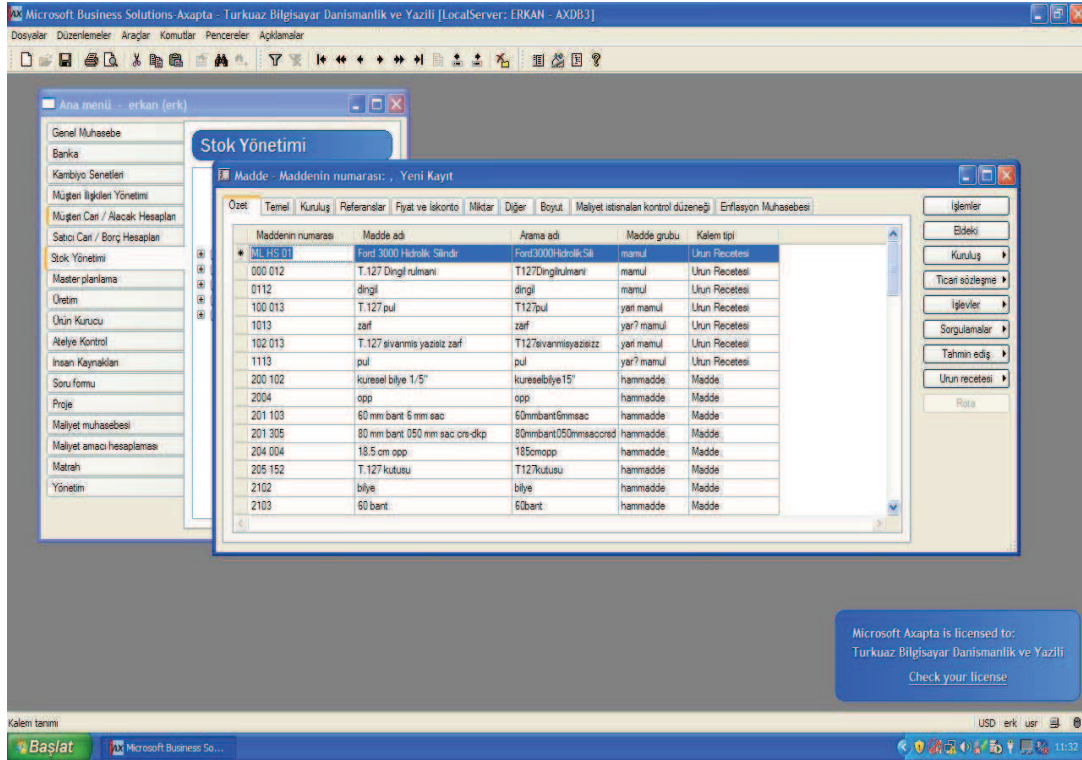 Microsoft Business Solutions-Axapta - Turkuaz Bilgisayar Danismanlik ve Yazili [LocalServer: ERKAN - AXDB3]
Dosyalar Düzenlemeler Araçlar Komutlar Pencereler Açıklamalar
Ana menü - erkan (erk)
Genel Muhasebe
Banka
Kambiyo Senetleri
Müşteri İlişkileri Yönetimi
Müşteri Cari / Alacak Hesapları
Satıcı Cari / Borç Hesapları
Stok Yönetimi
Master planlama
Üretim
Ürün Kurucu
Atelye Kontrol
İnsan Kaynakları
Soru formu
Proje
Maliyet muhasebesi
Maliyet amacı hesaplaması
Matrah
Yönetim
Stok Yönetimi
Madde - Maddenin numarası: , Yeni Kayıt
Özet Temel Kuruluş Referanslar Fiyat ve İskonto Miktar Diğer Boyut Maliyet istisnaları kontrol düzeneği Enflasyon Muhasebesi
Maddenin numarası Madde adı Arama adı Madde grubu Kalem tipi
ML HS 01 Ford 3000 Hidrolik Silindir Ford3000HidrolikSili mamul Urun Recetesi
000 012 T.127 Dingil rulmani T127Dingilrulmani mamul Urun Recetesi
0112 dingil dingil mamul Urun Recetesi
100 013 T.127 pul T127pul yari mamul Urun Recetesi
1013 zarf zarf yar? mamul Urun Recetesi
102 013 T.127 sivanmis yazisiz zarf T127sivanmisyazisizz yari mamul Urun Recetesi
1113 pul pul yar? mamul Urun Recetesi
200 102 kuresel bilye 1/5" kureselbilye15" hammadde Madde
2004 opp opp hammadde Madde
201 103 60 mm bant 6 mm sac 60mmbant6mmsac hammadde Madde
201 305 80 mm bant 050 mm sac crs-dkp 80mmbant050mmsaccrsd hammadde Madde
204 004 18.5 cm opp 185cmopp hammadde Madde
205 152 T.127 kutusu T127kutusu hammadde Madde
2102 bilye bilye hammadde Madde
2103 60 bant 60bant hammadde Madde
İşlemler
Eldeki
Kuruluş
Ticari sözleşme
İşlevler
Sorgulamalar
Tahmin ediş
Urun recetesi
Rota
Microsoft Axapta is licensed to:
Turkuaz Bilgisayar Danismanlik ve Yazili
Check your license
Kalem tanımı
USD erk usr
Başlat
Microsoft Business So...
11:32